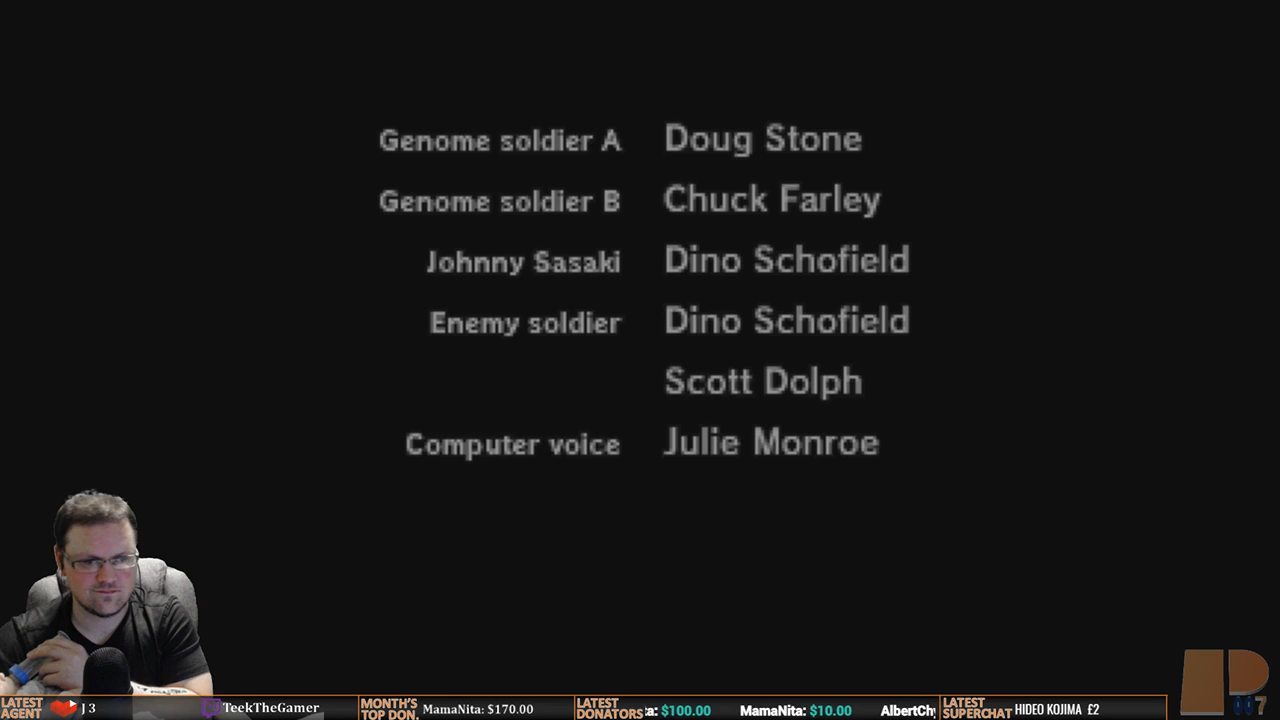 Genome soldier A Doug Stone
Genome soldier B Chuck Farley
Johnny Sasaki Dino Schofield
Enemy soldier Dino Schofield
Scott Dolph
Computer voice Julie Monroe
LATEST AGENT J 3 TeekTheGamer MONTH'S TOP DON. MamaNita: $170.00 LATEST DONATORS :a: $100.00 MamaNita: $10.00 AlbertCh LATEST SUPERCHAT HIDEO KOJIMA £2